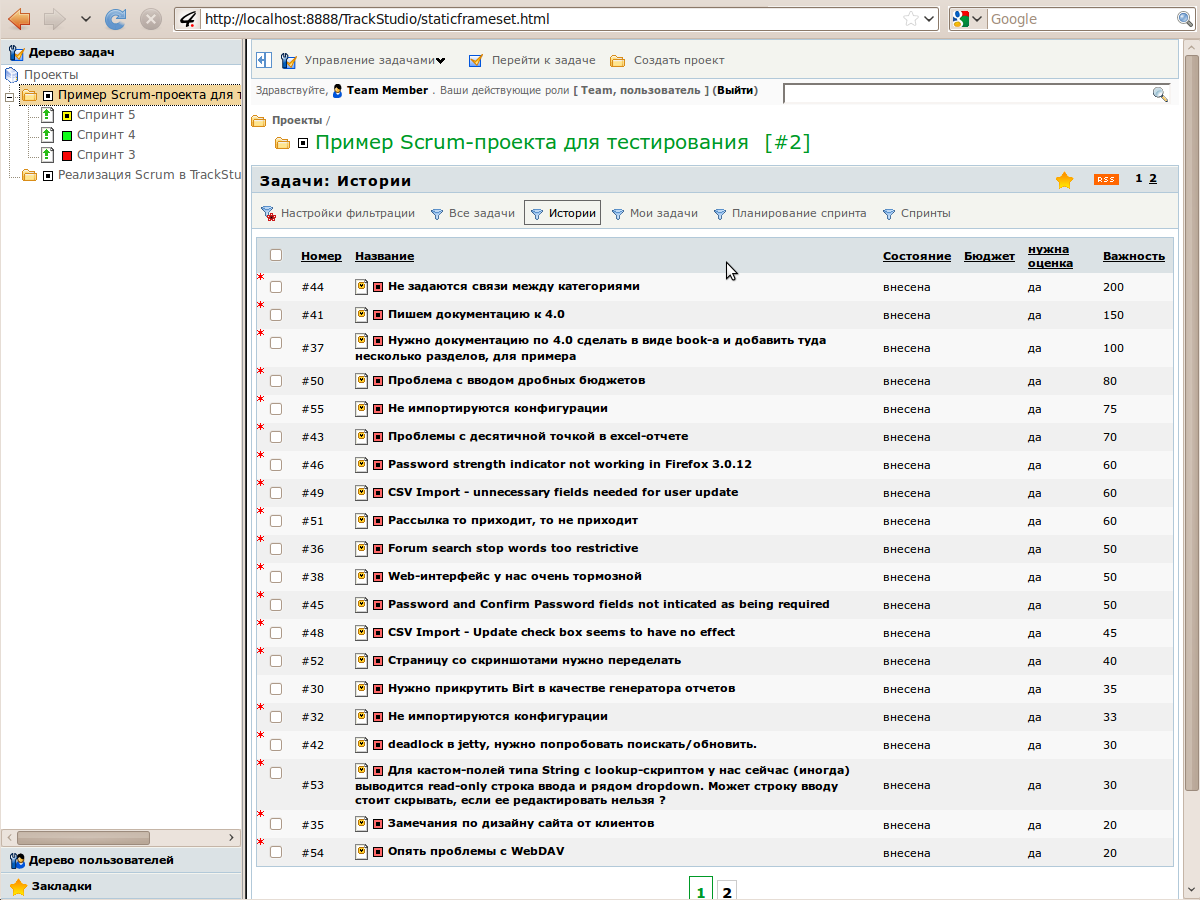 http://localhost:8888/TrackStudio/staticframeset.html
Google
Дерево задач
Проекты
Пример Scrum-проекта для т
Спринт 5
Спринт 4
Спринт 3
Реализация Scrum в TrackStu
Дерево пользователей
Закладки
Управление задачами Перейти к задаче Создать проект
Здравствуйте, Team Member . Ваши действующие роли [ Team, пользователь ] (Выйти)
Проекты /
Пример Scrum-проекта для тестирования [#2]
Задачи: Истории RSS 1 2
Настройки фильтрации Все задачи Истории Мои задачи Планирование спринта Спринты
Номер Название Состояние Бюджет нужна
оценка Важность
* #44 Не задаются связи между категориями внесена да 200
* #41 Пишем документацию к 4.0 внесена да 150
* #37 Нужно документацию по 4.0 сделать в виде book-а и добавить туда
несколько разделов, для примера внесена да 100
* #50 Проблема с вводом дробных бюджетов внесена да 80
* #55 Не импортируются конфигурации внесена да 75
* #43 Проблемы с десятичной точкой в excel-отчете внесена да 70
* #46 Password strength indicator not working in Firefox 3.0.12 внесена да 60
* #49 CSV Import - unnecessary fields needed for user update внесена да 60
* #51 Рассылка то приходит, то не приходит внесена да 60
* #36 Forum search stop words too restrictive внесена да 50
* #38 Web-интерфейс у нас очень тормозной внесена да 50
* #45 Password and Confirm Password fields not inticated as being required внесена да 50
* #48 CSV Import - Update check box seems to have no effect внесена да 45
* #52 Страницу со скриншотами нужно переделать внесена да 40
#30 Нужно прикрутить Birt в качестве генератора отчетов внесена да 35
* #32 Не импортируются конфигурации внесена да 33
* #42 deadlock в jetty, нужно попробовать поискать/обновить. внесена да 30
* #53 Для кастом-полей типа String с lookup-скриптом у нас сейчас (иногда)
выводится read-only строка ввода и рядом dropdown. Может строку вводу
стоит скрывать, если ее редактировать нельзя ? внесена да 30
* #35 Замечания по дизайну сайта от клиентов внесена да 20
* #54 Опять проблемы с WebDAV внесена да 20
1 2